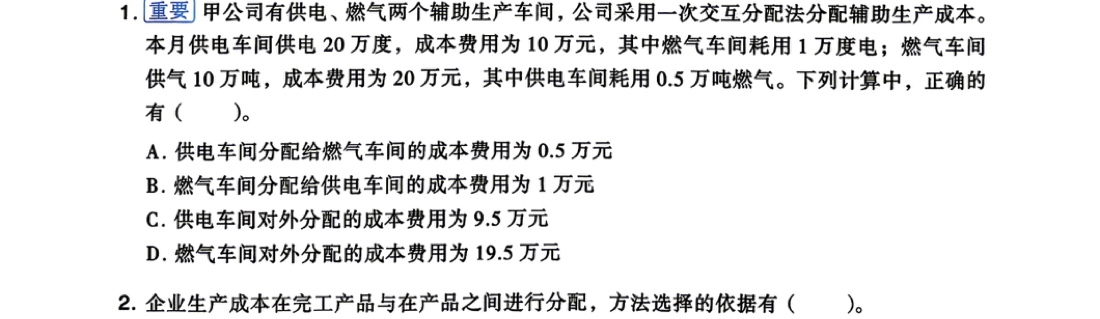 1. 重要 甲公司有供电、燃气两个辅助生产车间，公司采用一次交互分配法分配辅助生产成本。
本月供电车间供电 20 万度，成本费用为 10 万元，其中燃气车间耗用 1 万度电；燃气车间
供气 10 万吨，成本费用为 20 万元，其中供电车间耗用 0.5 万吨燃气。下列计算中，正确的
有（　　）。
A. 供电车间分配给燃气车间的成本费用为 0.5 万元
B. 燃气车间分配给供电车间的成本费用为 1 万元
C. 供电车间对外分配的成本费用为 9.5 万元
D. 燃气车间对外分配的成本费用为 19.5 万元
2. 企业生产成本在完工产品与在产品之间进行分配，方法选择的依据有（　　）。